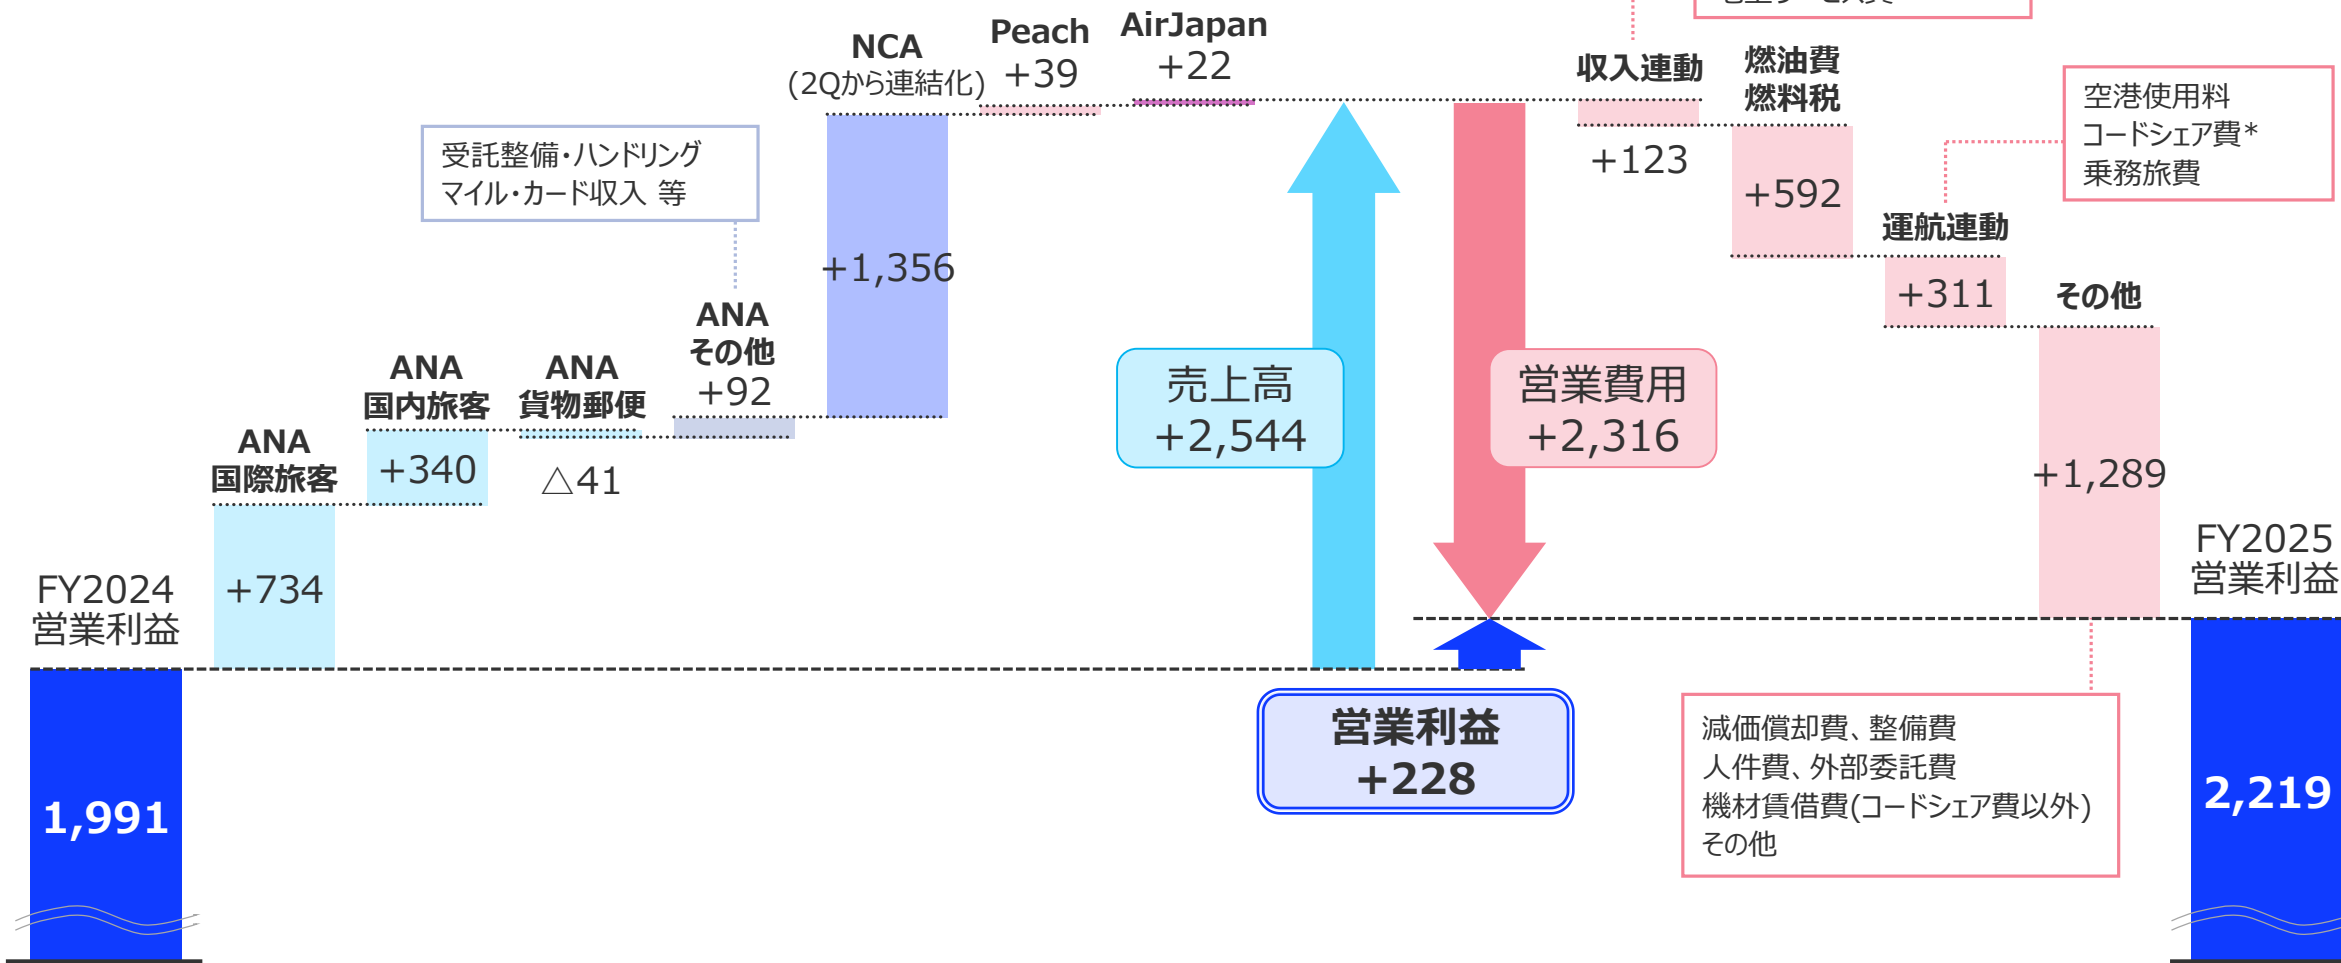 FY2024
営業利益
1,991
ANA
国際旅客
+734
ANA
国内旅客
+340
ANA
貨物郵便
△41
受託整備・ハンドリング
マイル・カード収入 等
ANA
その他
+92
NCA
(2Qから連結化)
+1,356
Peach
+39
AirJapan
+22
売上高
+2,544
営業費用
+2,316
営業利益
+228
収入連動
+123
燃油費
燃料税
+592
空港使用料
コードシェア費*
乗務旅費
運航連動
+311
その他
+1,289
減価償却費、整備費
人件費、外部委託費
機材賃借費(コードシェア費以外)
その他
FY2025
営業利益
2,219